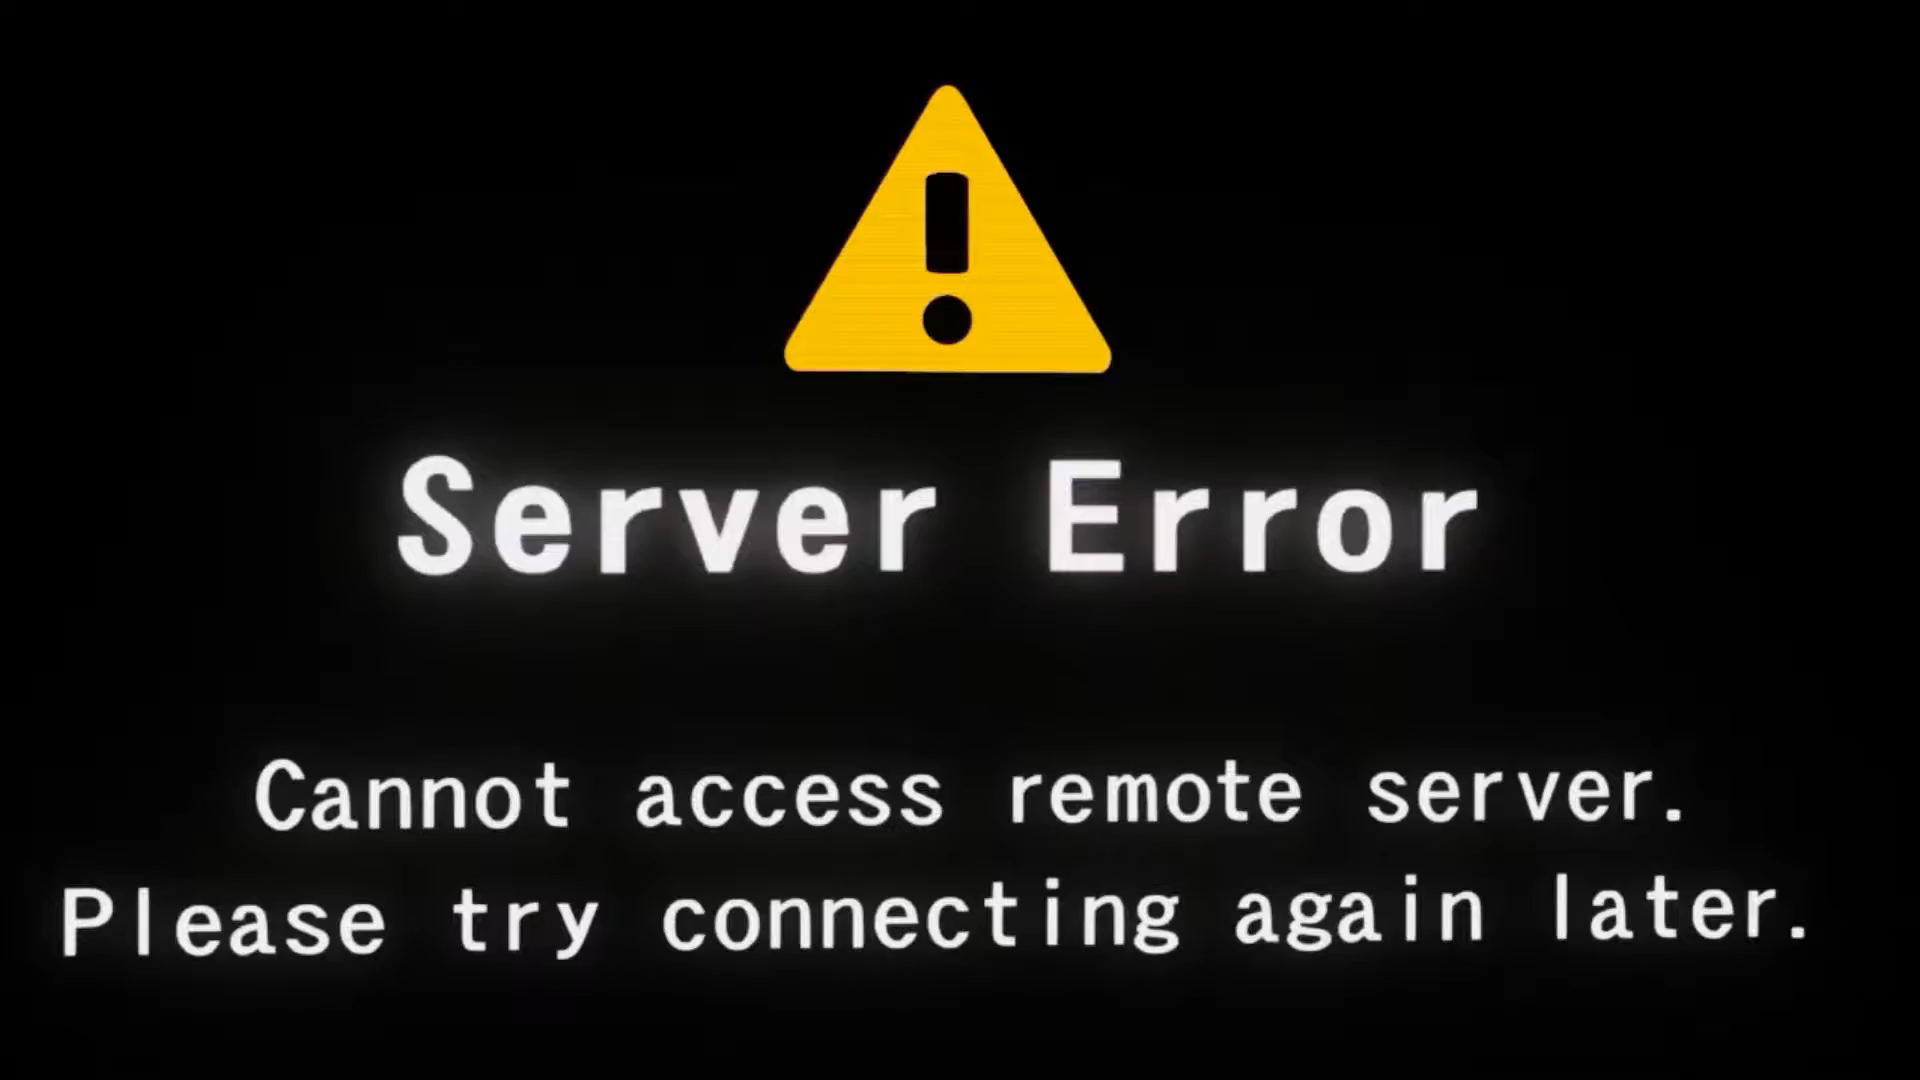 Server Error
Cannot access remote server.
Please try connecting again later.